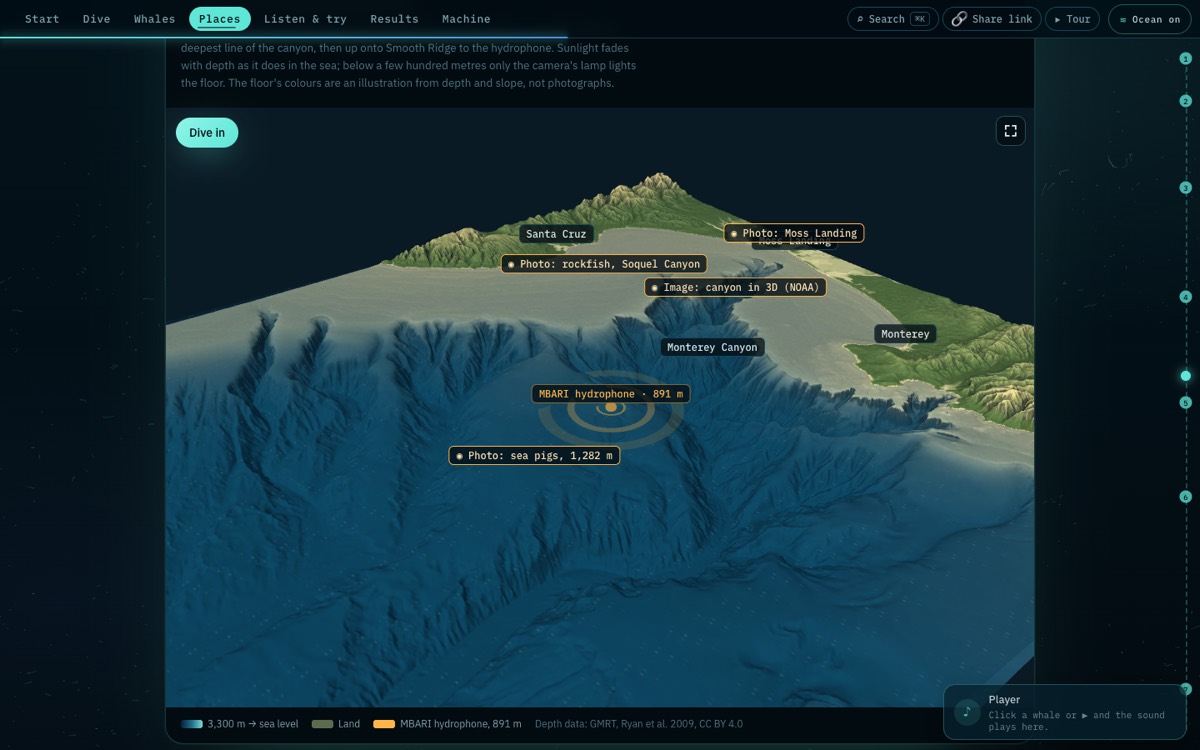 Start Dive Whales Places Listen & try Results Machine Search ⌘K Share link Tour Ocean on
deepest line of the canyon, then up onto Smooth Ridge to the hydrophone. Sunlight fades
with depth as it does in the sea; below a few hundred metres only the camera's lamp lights
the floor. The floor's colours are an illustration from depth and slope, not photographs.
Dive in
Santa Cruz
Photo: Moss Landing
Moss Landing
Photo: rockfish, Soquel Canyon
Image: canyon in 3D (NOAA)
Monterey
Monterey Canyon
MBARI hydrophone · 891 m
Photo: sea pigs, 1,282 m
3,300 m → sea level Land MBARI hydrophone, 891 m Depth data: GMRT, Ryan et al. 2009, CC BY 4.0
Player
Click a whale or ▶ and the sound
plays here.
1
2
3
4
5
6
7